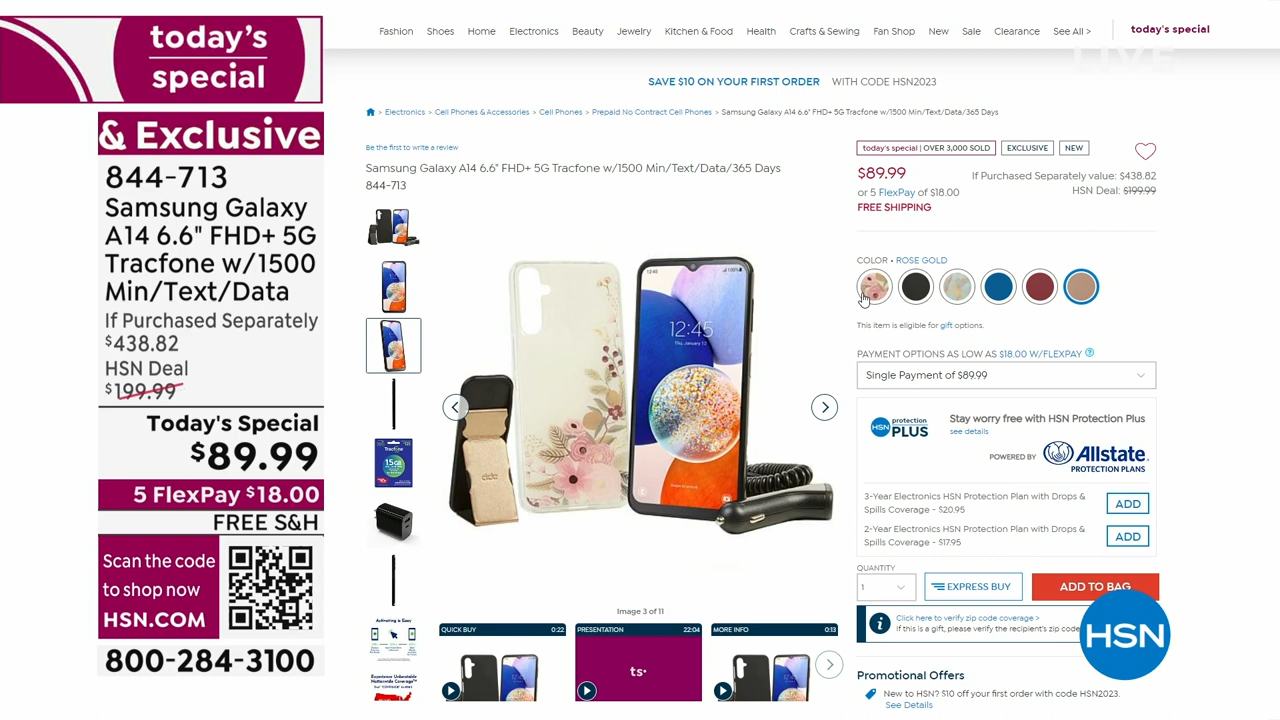 today's
special
& Exclusive
844-713
Samsung Galaxy
A14 6.6" FHD+ 5G
Tracfone w/1500
Min/Text/Data
If Purchased Separately
$438.82
HSN Deal
$199.99
Today's Special
$89.99
5 FlexPay $18.00
FREE S&H
Scan the code
to shop now
HSN.COM
800-284-3100
Fashion Shoes Home Electronics Beauty Jewelry Kitchen & Food Health Crafts & Sewing Fan Shop New Sale Clearance See All > today's special
LIVE
SAVE $10 ON YOUR FIRST ORDER WITH CODE HSN2023
> Electronics > Cell Phones & Accessories > Cell Phones > Prepaid No Contract Cell Phones > Samsung Galaxy A14 6.6" FHD+ 5G Tracfone w/1500 Min/Text/Data/365 Days
Be the first to write a review
Samsung Galaxy A14 6.6" FHD+ 5G Tracfone w/1500 Min/Text/Data/365 Days
844-713
12:45
Thu, January 12
Tracfone
15GB
Activating is Easy
Experience Unbeatable
Nationwide Coverage
Image 3 of 11
QUICK BUY 0:22
PRESENTATION 22:04
MORE INFO 0:13
ts•
today's special | OVER 3,000 SOLD EXCLUSIVE NEW
$89.99 If Purchased Separately value: $438.82
or 5 FlexPay of $18.00 HSN Deal: $199.99
FREE SHIPPING
COLOR • ROSE GOLD
This item is eligible for gift options.
PAYMENT OPTIONS AS LOW AS $18.00 W/FLEXPAY ?
Single Payment of $89.99
HSN protection PLUS
Stay worry free with HSN Protection Plus
see details
POWERED BY Allstate
PROTECTION PLANS
3-Year Electronics HSN Protection Plan with Drops &
Spills Coverage - $20.95
ADD
2-Year Electronics HSN Protection Plan with Drops &
Spills Coverage - $17.95
ADD
QUANTITY
1 EXPRESS BUY ADD TO BAG
i Click here to verify zip code coverage >
If this is a gift, please verify the recipient's zip code
HSN
Promotional Offers
New to HSN? $10 off your first order with code HSN2023.
See Details